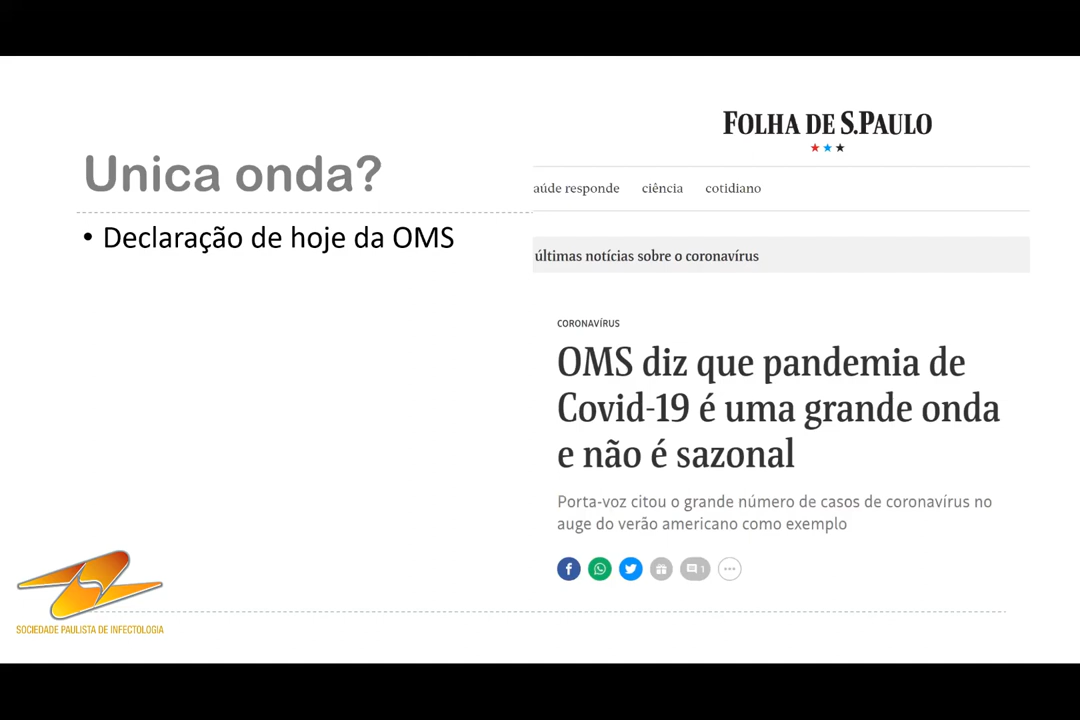 Unica onda?
• Declaração de hoje da OMS
FOLHA DE S.PAULO
aúde responde ciência cotidiano
últimas notícias sobre o coronavírus
CORONAVÍRUS
OMS diz que pandemia de
Covid-19 é uma grande onda
e não é sazonal
Porta-voz citou o grande número de casos de coronavírus no
auge do verão americano como exemplo
1
SOCIEDADE PAULISTA DE INFECTOLOGIA